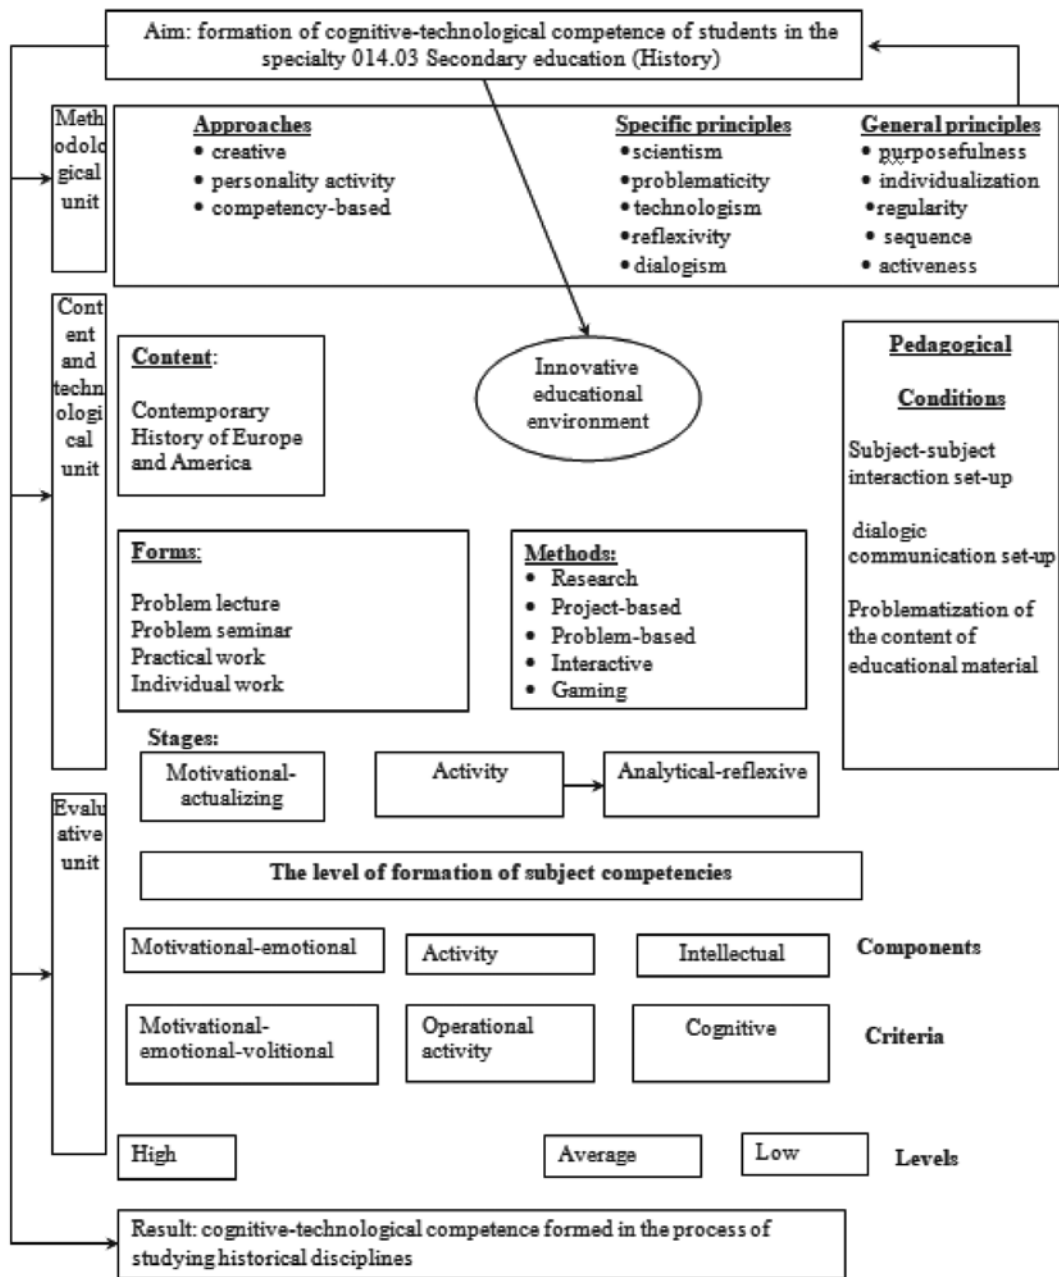 Aim: formation of cognitive-technological competence of students in the
specialty 014.03 Secondary education (History)
Meth
odolo
gical
unit
Approaches
• creative
• personality activity
• competency-based
Specific principles
•scientism
•problematicity
•technologism
•reflexivity
•dialogism
General principles
• purposefulness
• individualization
•regularity
• sequence
• activeness
Cont
ent
and
techn
ologi
cal
unit
Content:
Contemporary
History of Europe
and America
Innovative
educational
environment
Pedagogical
Conditions
Subject-subject
interaction set-up
dialogic
communication set-up
Problematization of
the content of
educational material
Forms:
Problem lecture
Problem seminar
Practical work
Individual work
Methods:
• Research
• Project-based
• Problem-based
• Interactive
• Gaming
Stages:
Motivational-
actualizing
Activity
Analytical-reflexive
Evalu
ative
unit
The level of formation of subject competencies
Motivational-emotional
Activity
Intellectual
Components
Motivational-
emotional-volitional
Operational
activity
Cognitive
Criteria
High
Average
Low
Levels
Result: cognitive-technological competence formed in the process of
studying historical disciplines